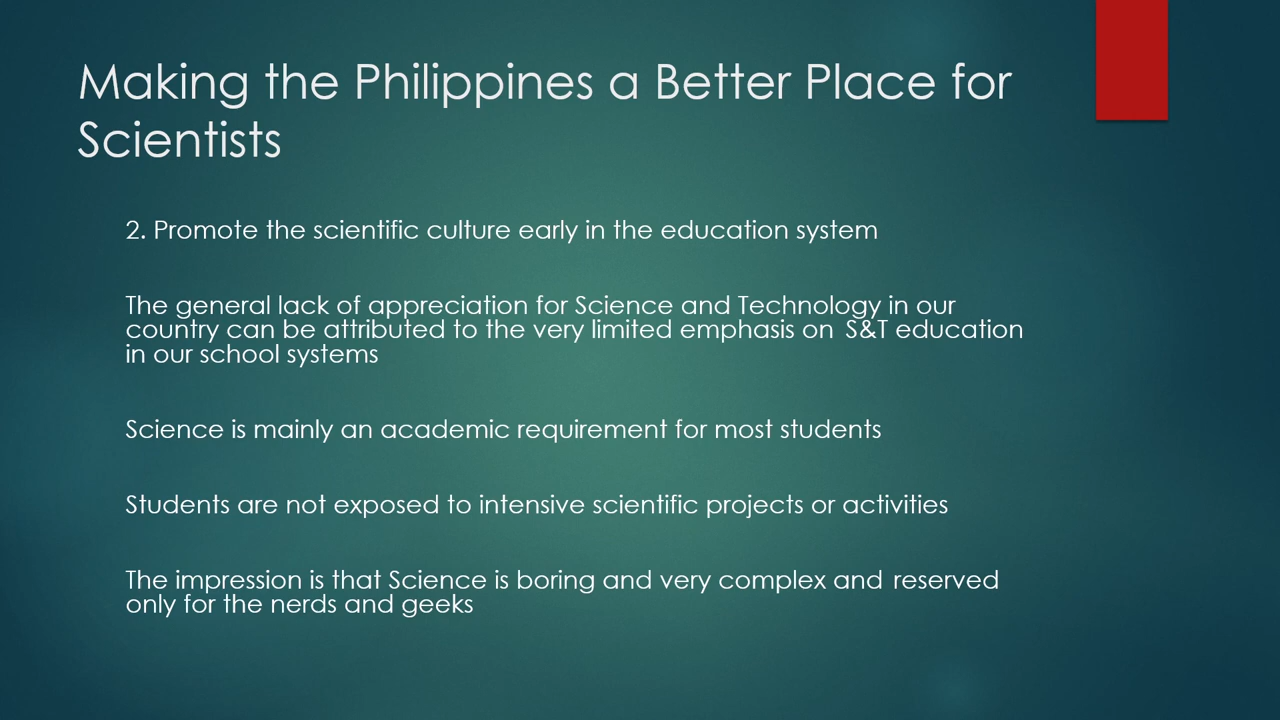 Making the Philippines a Better Place for
Scientists
2. Promote the scientific culture early in the education system
The general lack of appreciation for Science and Technology in our
country can be attributed to the very limited emphasis on S&T education
in our school systems
Science is mainly an academic requirement for most students
Students are not exposed to intensive scientific projects or activities
The impression is that Science is boring and very complex and reserved
only for the nerds and geeks